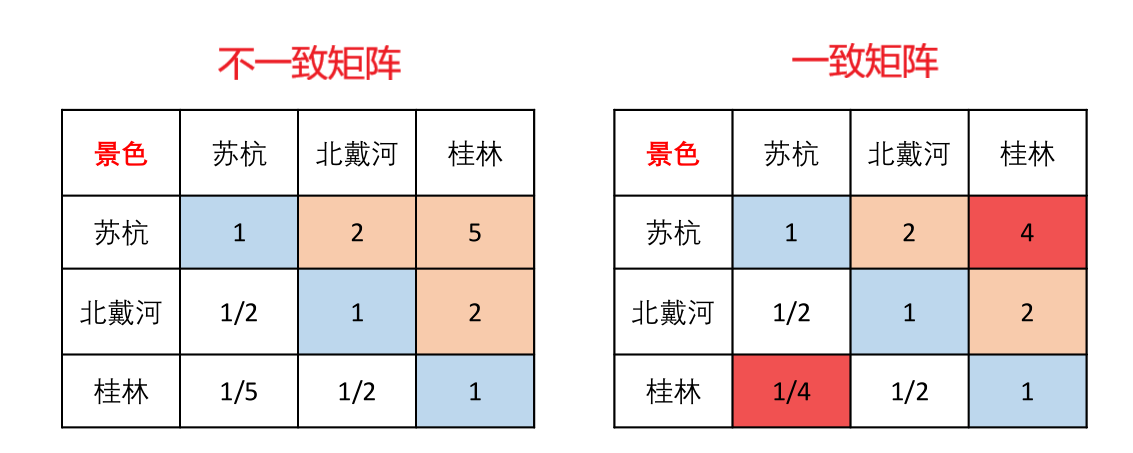 不一致矩阵
景色 苏杭 北戴河 桂林
苏杭 1 2 5
北戴河 1/2 1 2
桂林 1/5 1/2 1
一致矩阵
景色 苏杭 北戴河 桂林
苏杭 1 2 4
北戴河 1/2 1 2
桂林 1/4 1/2 1